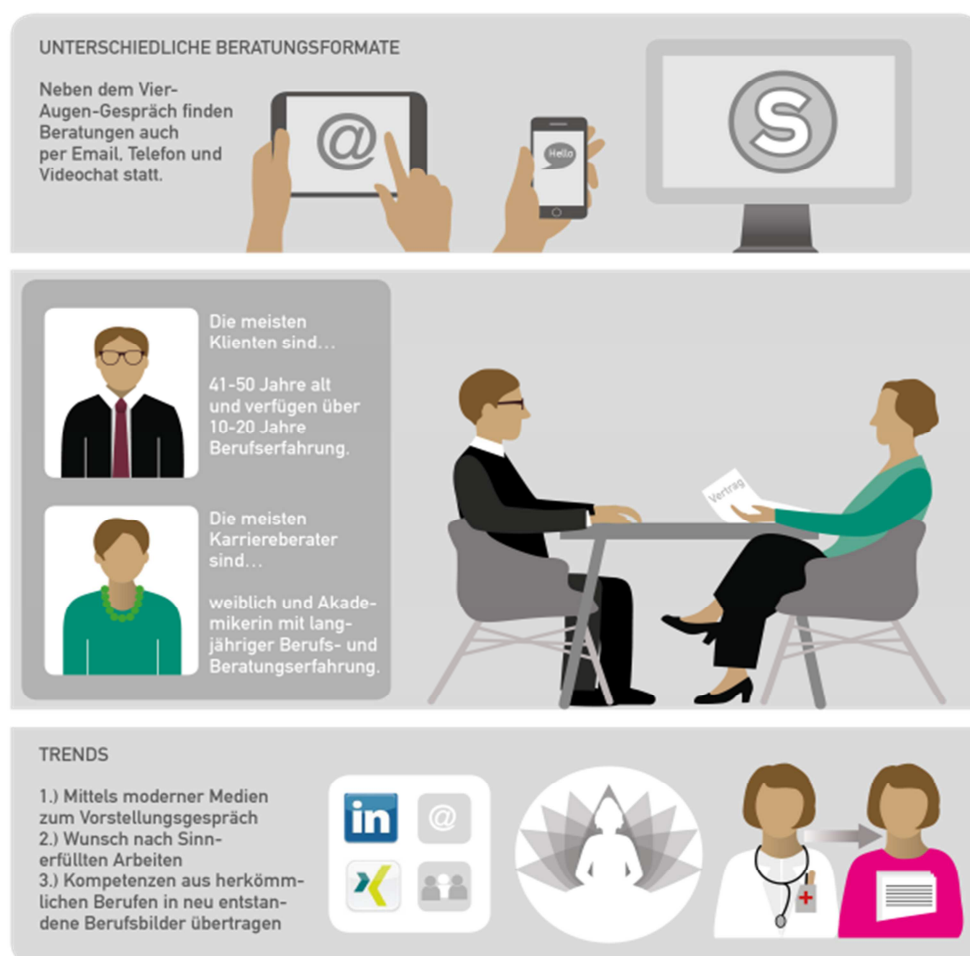 UNTERSCHIEDLICHE BERATUNGSFORMATE
Neben dem Vier-
Augen-Gespräch finden
Beratungen auch
per Email, Telefon und
Videochat statt.
@
Hello
S
Die meisten
Klienten sind...
41-50 Jahre alt
und verfügen über
10-20 Jahre
Berufserfahrung.
Die meisten
Karriereberater
sind...
weiblich und Akade-
mikerin mit lang-
jähriger Berufs- und
Beratungserfahrung.
Vertrag
TRENDS
1.) Mittels moderner Medien
zum Vorstellungsgespräch
2.) Wunsch nach Sinn-
erfüllten Arbeiten
3.) Kompetenzen aus herkömm-
lichen Berufen in neu entstan-
dene Berufsbilder übertragen
in
@